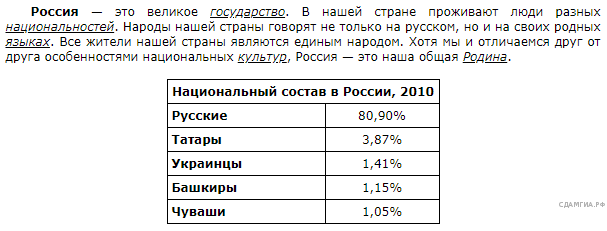 Россия — это великое государство. В нашей стране проживают люди разных
национальностей. Народы нашей страны говорят не только на русском, но и на своих родных
языках. Все жители нашей страны являются единым народом. Хотя мы и отличаемся друг от
друга особенностями национальных культур, Россия — это наша общая Родина.
Национальный состав в России, 2010
Русские 80,90%
Татары 3,87%
Украинцы 1,41%
Башкиры 1,15%
Чуваши 1,05%
СДАМГИА.РФ